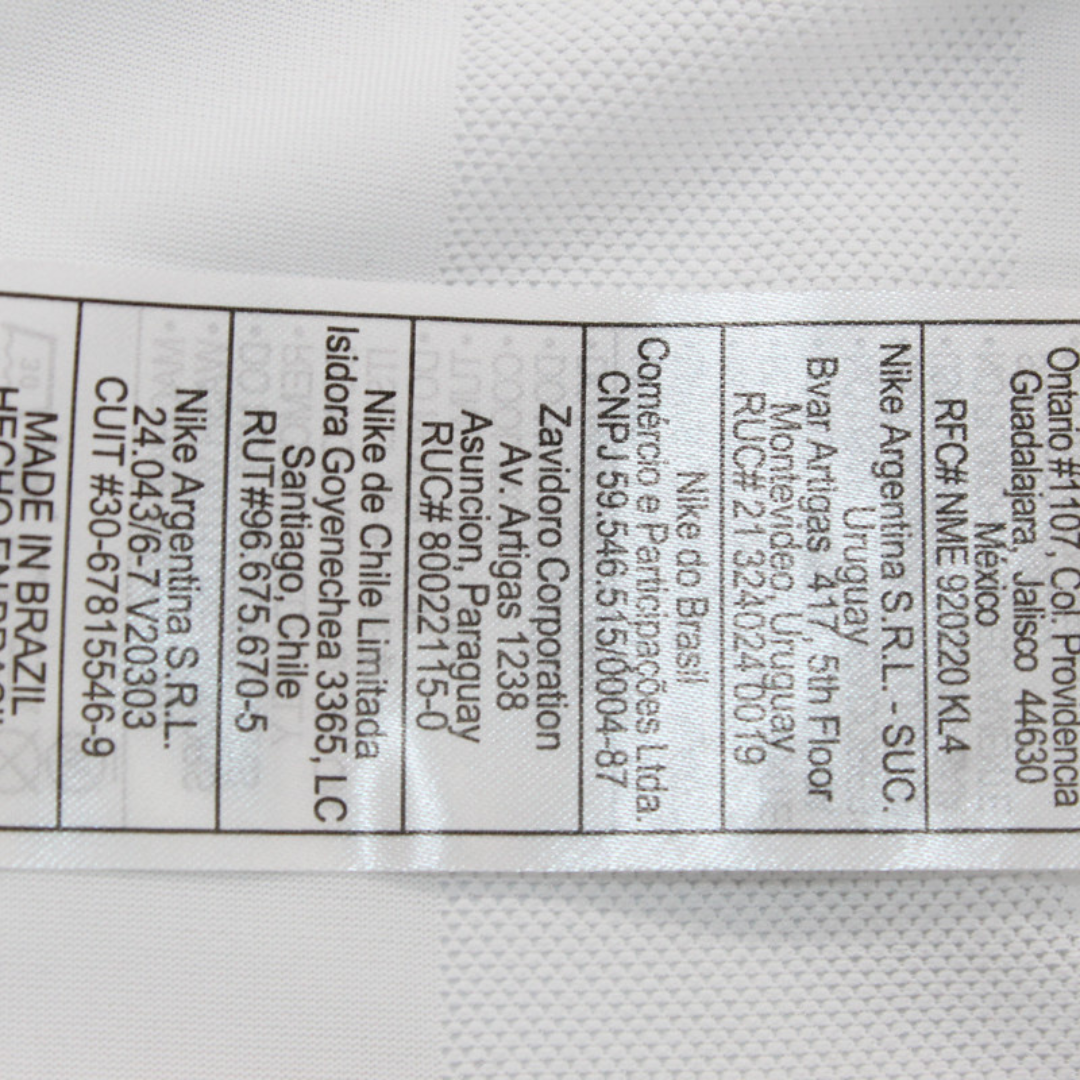 Ontario #1107, Col. Providencia
Guadalajara, Jalisco 44630
México
RFC# NME 9202220 KL4
Nike Argentina S.R.L. - SUC.
Uruguay
Bvar Artigas 417, 5th Floor
Montevideo, Uruguay
RUC# 21 3240247 0019
Nike do Brasil
Comércio e Participações Ltda.
CNPJ 59.546.515/0004-87
Zavidoro Corporation
Av. Artigas 1238
Asuncion, Paraguay
RUC# 80022115-0
Nike de Chile Limitada
Isidora Goyenechea 3365, LC
Santiago, Chile
RUT#96.675.670-5
Nike Argentina S.R.L.
24.043/6-7 V20303
CUIT #30-67815546-9
MADE IN BRAZIL
HECHO EN